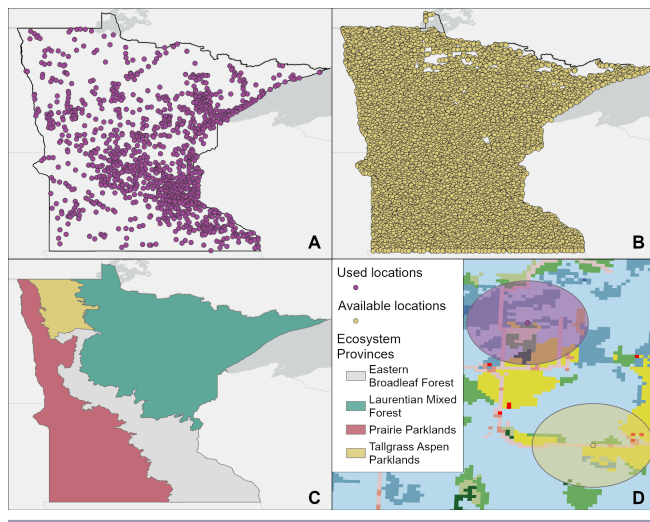 A
B
C
Used locations
Available locations
Ecosystem
Provinces
Eastern
Broadleaf Forest
Laurentian Mixed
Forest
Prairie Parklands
Tallgrass Aspen
Parklands
D